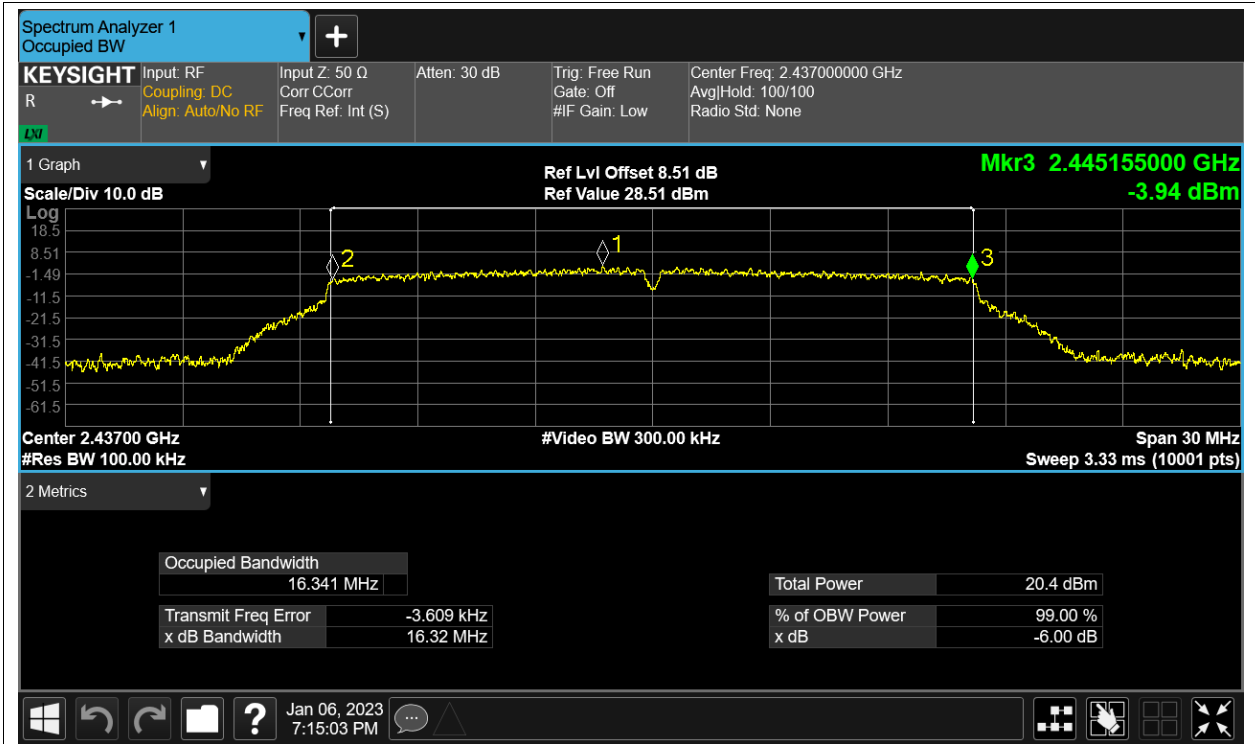 Spectrum Analyzer 1
Occupied BW
KEYSIGHT
R
LXI
Input: RF
Coupling: DC
Align: Auto/No RF
Input Z: 50 Ω
Corr CCorr
Freq Ref: Int (S)
Atten: 30 dB
Trig: Free Run
Gate: Off
#IF Gain: Low
Center Freq: 2.437000000 GHz
Avg|Hold: 100/100
Radio Std: None
1 Graph
Scale/Div 10.0 dB
Ref Lvl Offset 8.51 dB
Ref Value 28.51 dBm
Mkr3 2.445155000 GHz
-3.94 dBm
Log
18.5
8.51
-1.49
-11.5
-21.5
-31.5
-41.5
-51.5
-61.5
2
1
3
Center 2.43700 GHz
#Video BW 300.00 kHz
Span 30 MHz
#Res BW 100.00 kHz
Sweep 3.33 ms (10001 pts)
2 Metrics
Occupied Bandwidth
16.341 MHz
Transmit Freq Error -3.609 kHz
x dB Bandwidth 16.32 MHz
Total Power 20.4 dBm
% of OBW Power 99.00 %
x dB -6.00 dB
?
Jan 06, 2023
7:15:03 PM